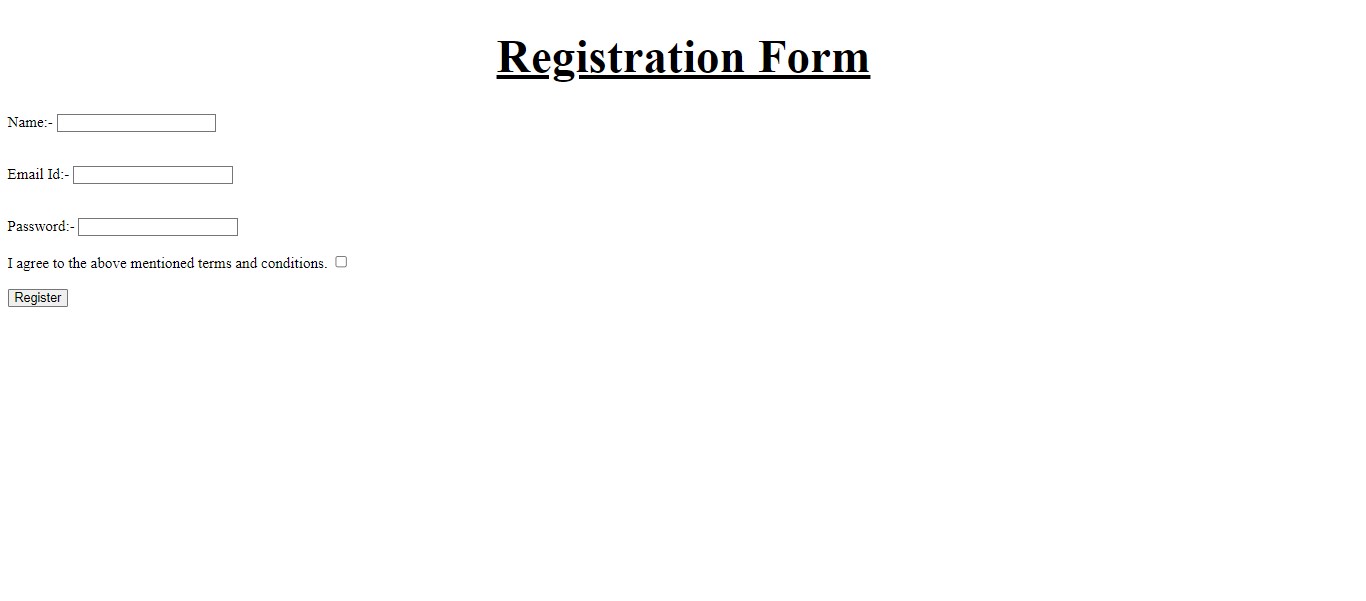 Registration Form
Name:-
Email Id:-
Password:-
I agree to the above mentioned terms and conditions.
Register